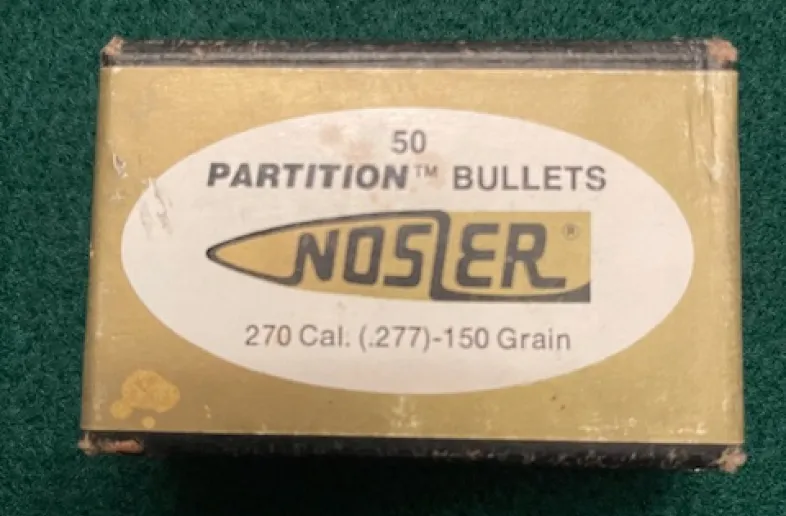 50
PARTITION™ BULLETS
NOSLER®
270 Cal. (.277)-150 Grain